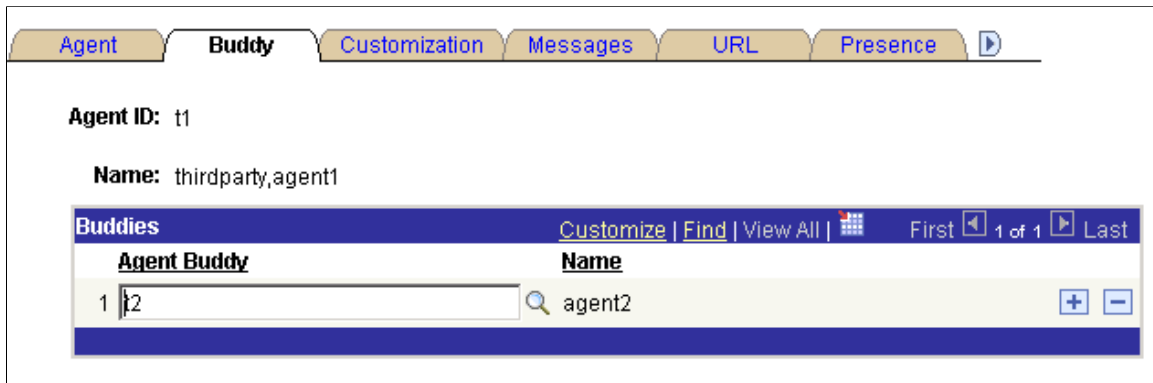 Agent Buddy Customization Messages URL Presence
Agent ID: t1
Name: thirdparty,agent1
Buddies Customize | Find | View All | First 1 of 1 Last
Agent Buddy Name
1 t2 agent2